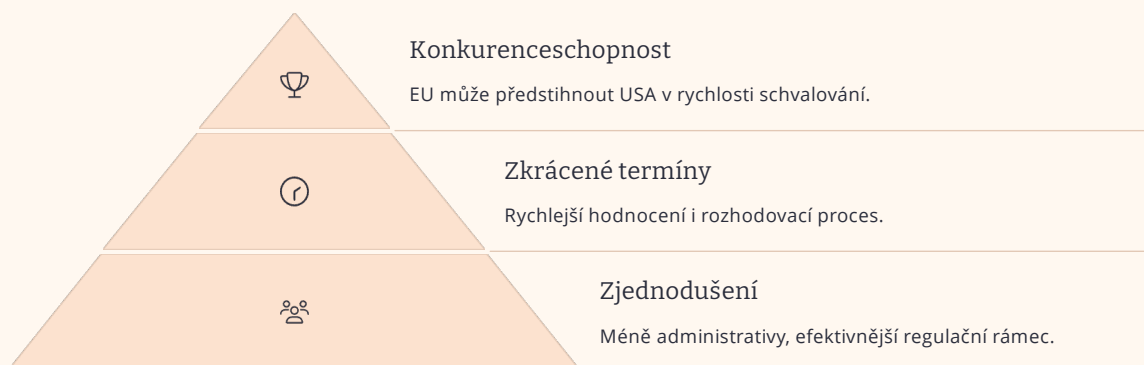 Konkurenceschopnost
EU může předstihnout USA v rychlosti schvalování.
Zkrácené termíny
Rychlejší hodnocení i rozhodovací proces.
Zjednodušení
Méně administrativy, efektivnější regulační rámec.